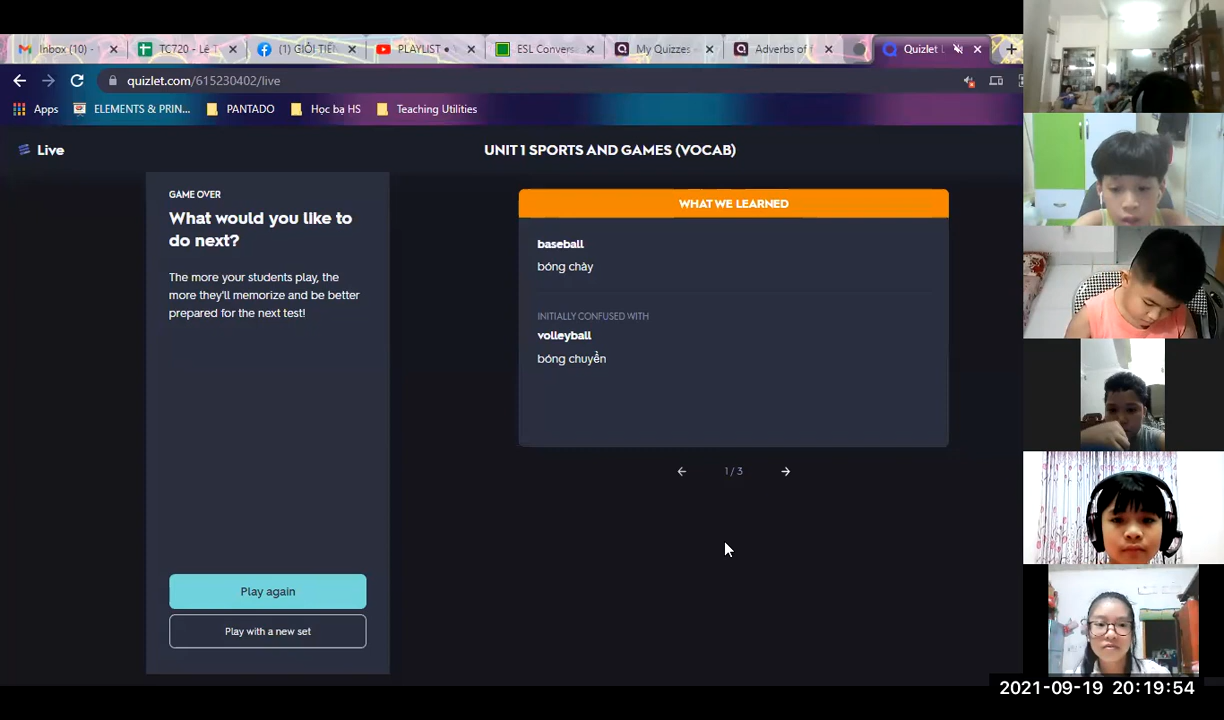 Inbox (10) -
TC720 - Lê T
(1) GIỎI TIẾ
PLAYLIST •
ESL Convers
My Quizzes -
Adverbs of f
Quizlet L
quizlet.com/615230402/live
Apps
ELEMENTS & PRIN...
PANTADO
Học bạ HS
Teaching Utilities
Live
UNIT 1 SPORTS AND GAMES (VOCAB)
GAME OVER
What would you like to
do next?
The more your students play, the
more they'll memorize and be better
prepared for the next test!
Play again
Play with a new set
WHAT WE LEARNED
baseball
bóng chày
INITIALLY CONFUSED WITH
volleyball
bóng chuyền
1 / 3
2021-09-19 20:19:54